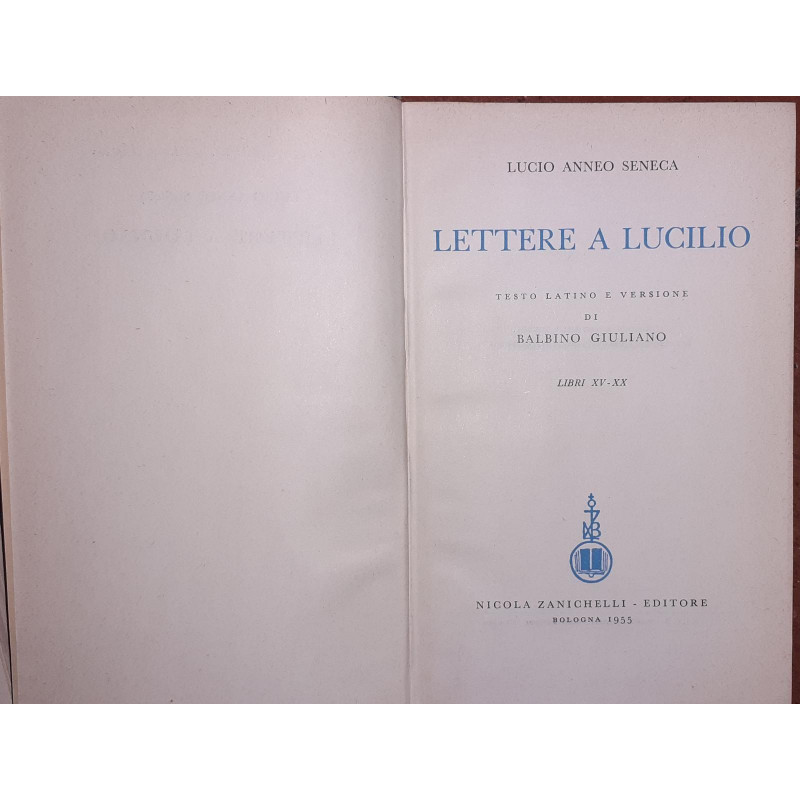 LUCIO ANNEO SENECA
LETTERE A LUCILIO
TESTO LATINO E VERSIONE
DI
BALBINO GIULIANO
LIBRI XV-XX
NICOLA ZANICHELLI - EDITORE
BOLOGNA 1955